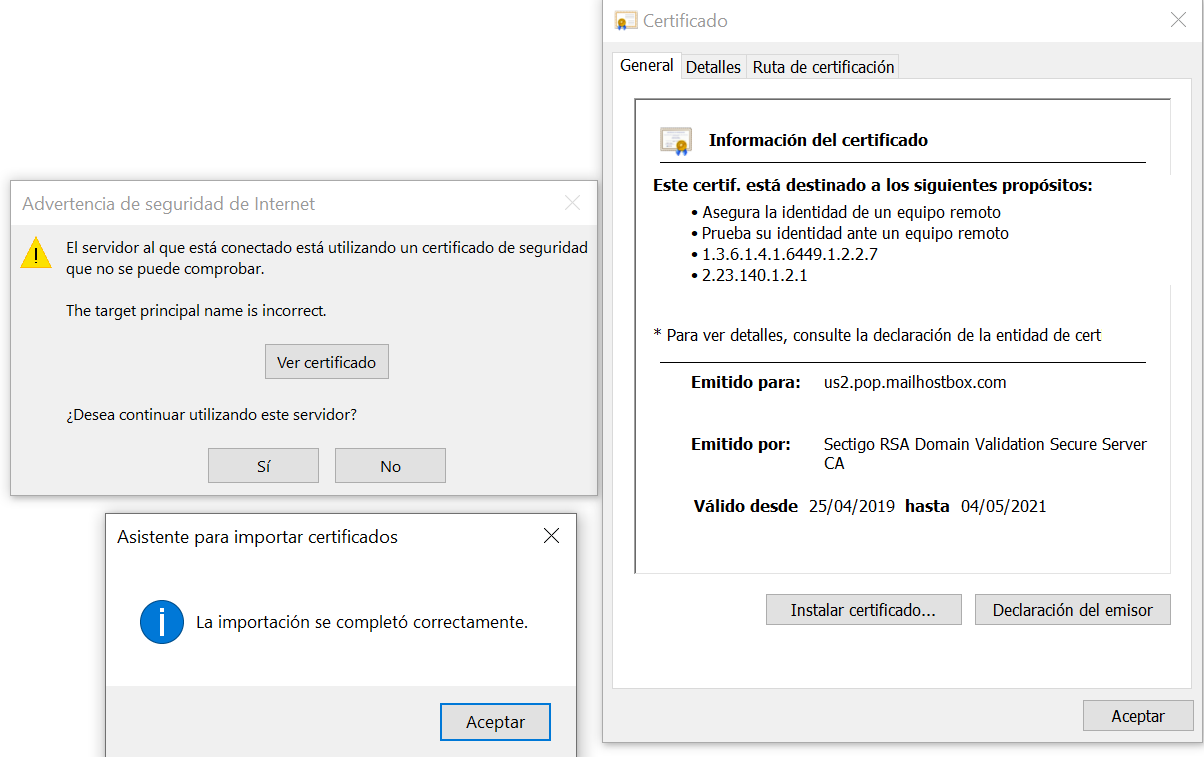 Certificado
General
Detalles
Ruta de certificación
Información del certificado
Este certif. está destinado a los siguientes propósitos:
• Asegura la identidad de un equipo remoto
• Prueba su identidad ante un equipo remoto
• 1.3.6.1.4.1.6449.1.2.2.7
• 2.23.140.1.2.1
* Para ver detalles, consulte la declaración de la entidad de cert
Emitido para: us2.pop.mailhostbox.com
Emitido por: Sectigo RSA Domain Validation Secure Server
CA
Válido desde 25/04/2019 hasta 04/05/2021
Instalar certificado...
Declaración del emisor
Aceptar
Advertencia de seguridad de Internet
El servidor al que está conectado está utilizando un certificado de seguridad
que no se puede comprobar.
The target principal name is incorrect.
Ver certificado
¿Desea continuar utilizando este servidor?
Sí
No
Asistente para importar certificados
La importación se completó correctamente.
Aceptar